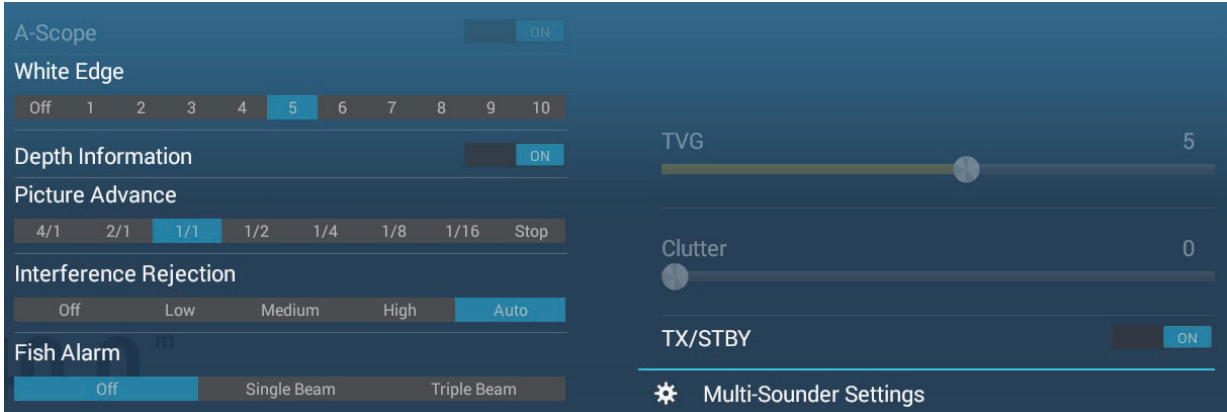 A-Scope ON
White Edge
Off 1 2 3 4 5 6 7 8 9 10
Depth Information ON
Picture Advance
4/1 2/1 1/1 1/2 1/4 1/8 1/16 Stop
Interference Rejection
Off Low Medium High Auto
m
Fish Alarm
Off Single Beam Triple Beam
TVG 5
Clutter 0
TX/STBY ON
Multi-Sounder Settings